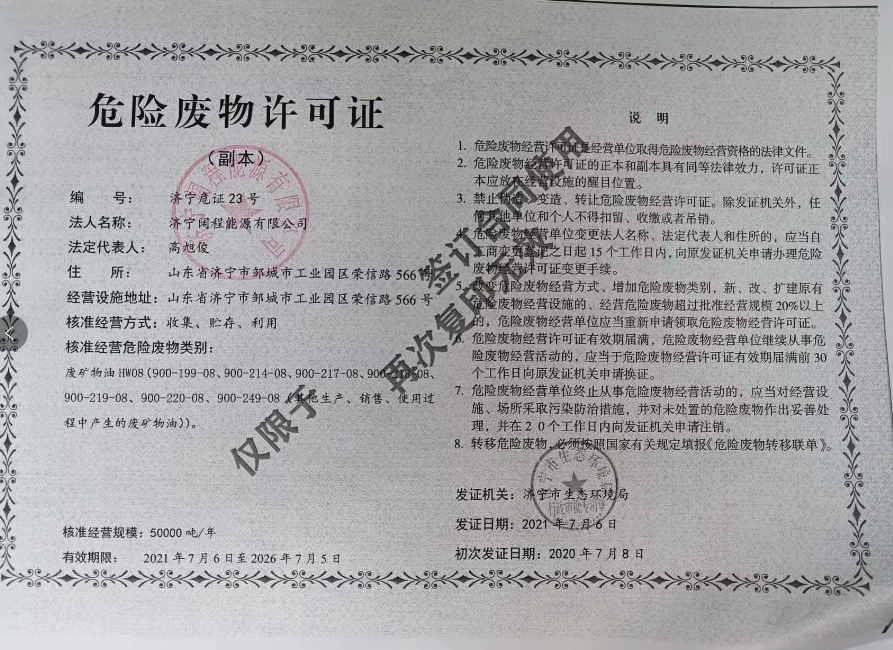 危险废物许可证
（副本）
编 号： 济宁危证23号
法人名称： 济宁阔程能源有限公司
法定代表人： 高旭俊
住 所： 山东省济宁市邹城市工业园区荣信路566号
经营设施地址：山东省济宁市邹城市工业园区荣信路566号
核准经营方式：收集、贮存、利用
核准经营危险废物类别：
废矿物油HW08（900-199-08、900-214-08、900-217-08、900-218-08、
900-219-08、900-220-08、900-249-08（其他生产、销售、使用过
程中产生的废矿物油））。
核准经营规模：50000吨/年
有效期限： 2021年7月6日至2026年7月5日
说 明
1. 危险废物经营许可证是经营单位取得危险废物经营资格的法律文件。
2. 危险废物经营许可证的正本和副本具有同等法律效力，许可证正
本应放在经营设施的醒目位置。
3. 禁止伪造、变造、转让危险废物经营许可证。除发证机关外，任
何其他单位和个人不得扣留、收缴或者吊销。
4. 危险废物经营单位变更法人名称、法定代表人和住所的，应当自
工商变更登记之日起15个工作日内，向原发证机关申请办理危险
废物经营许可证变更手续。
5. 改变危险废物经营方式、增加危险废物类别，新、改、扩建原有
危险废物经营设施的、经营危险废物超过批准经营规模20%以上
的，危险废物经营单位应当重新申请领取危险废物经营许可证。
6. 危险废物经营许可证有效期届满，危险废物经营单位继续从事危
险废物经营活动的，应当于危险废物经营许可证有效期届满前30
个工作日向原发证机关申请换证。
7. 危险废物经营单位终止从事危险废物经营活动的，应当对经营设
施、场所采取污染防治措施，并对未处置的危险废物作出妥善处
理，并在20个工作日内向发证机关申请注销。
8. 转移危险废物，必须按照国家有关规定填报《危险废物转移联单》。
发证机关：济宁市生态环境局
发证日期：2021年7月6日
初次发证日期：2020年7月8日
仅限于
签订合同使用
再次复印无效
济宁阔程能源有限公司
济宁市生态环境局